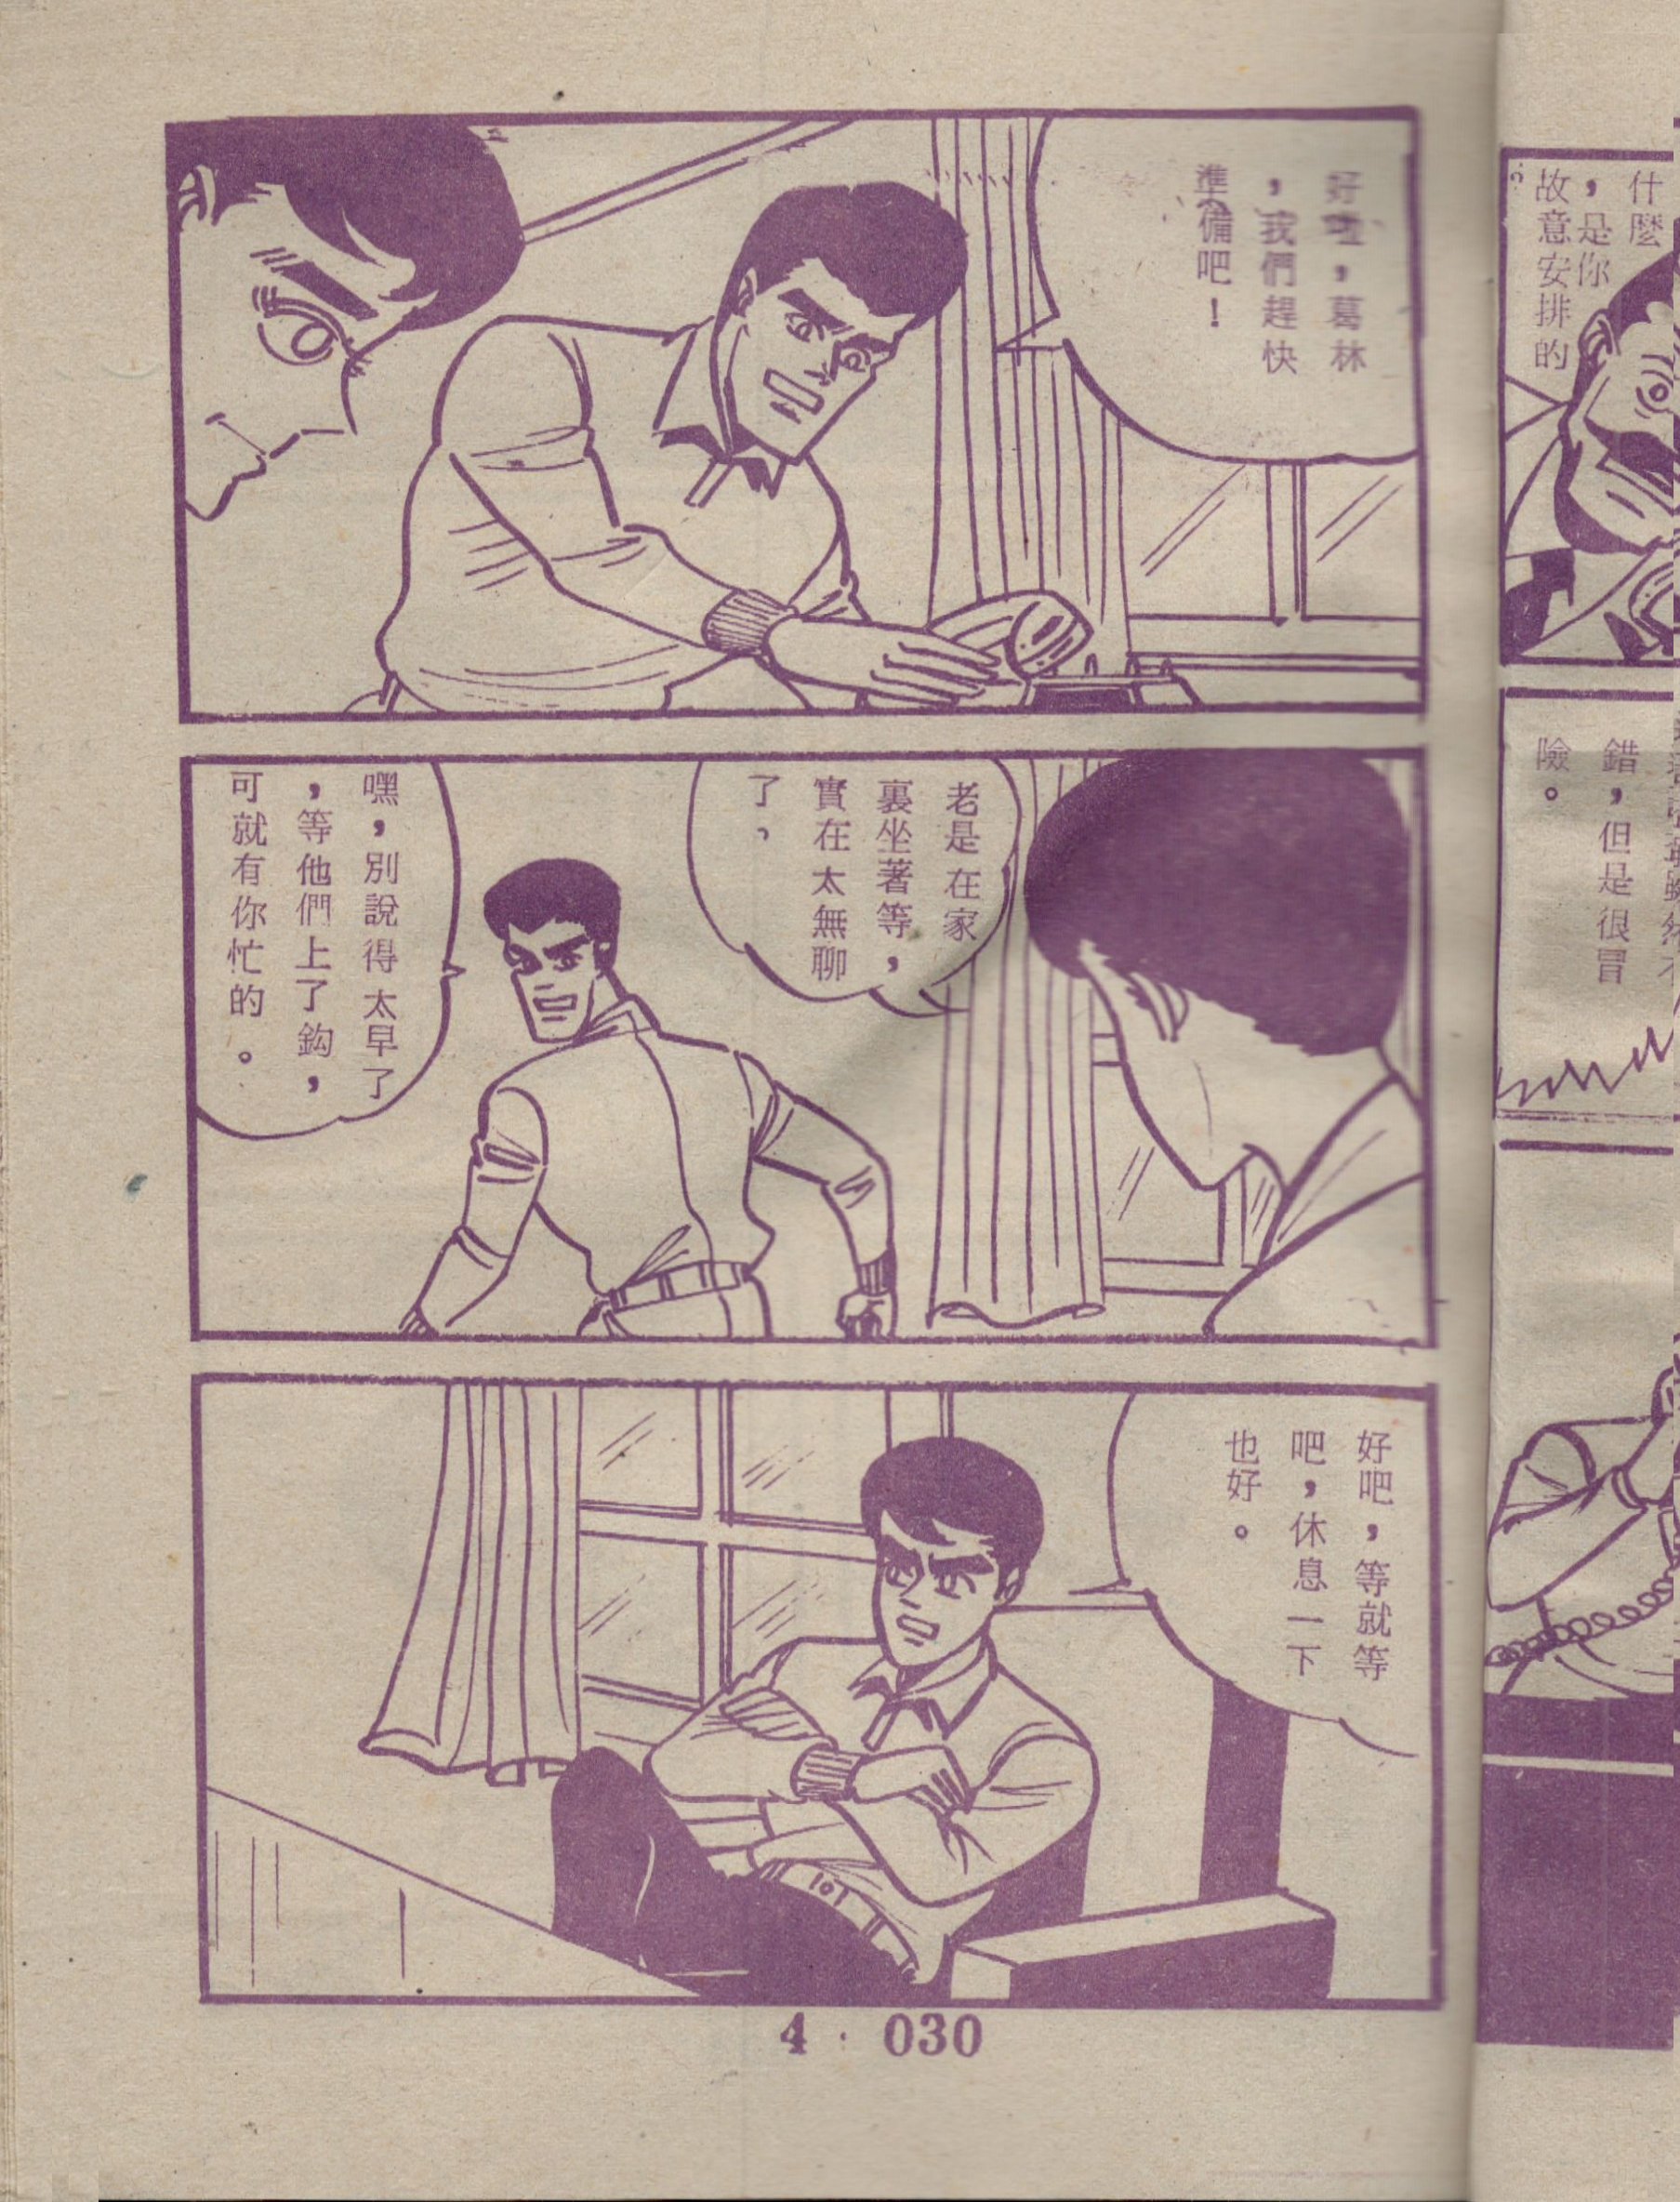 好啦，葛林
，我們趕快
準備吧！
老是在家
裏坐著等，
實在太無聊
了，
嘿，別說得太早了
，等他們上了鈎，
可就有你忙的。
好吧，等就等
吧，休息一下
也好。
4·030
什麼
，是你
故意安排的
？
錯，但是很冒
險。